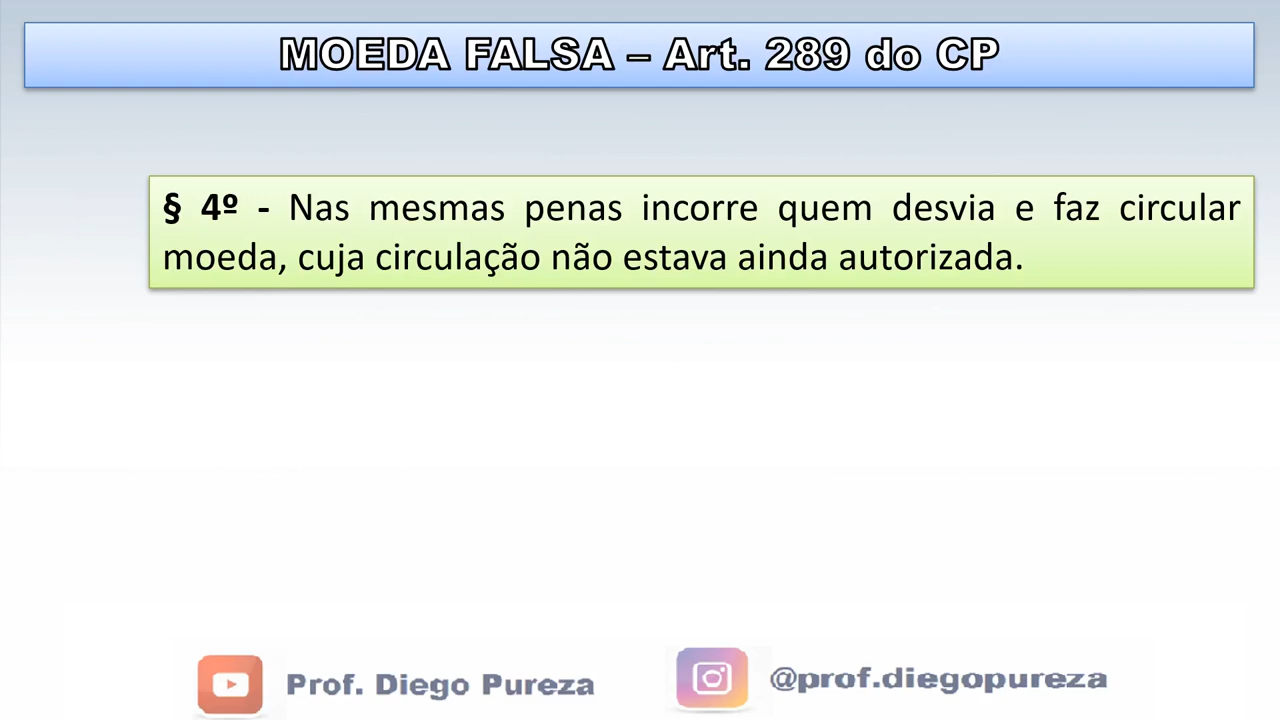 MOEDA FALSA – Art. 289 do CP
§ 4º - Nas mesmas penas incorre quem desvia e faz circular
moeda, cuja circulação não estava ainda autorizada.
Prof. Diego Pureza
@prof.diegopureza